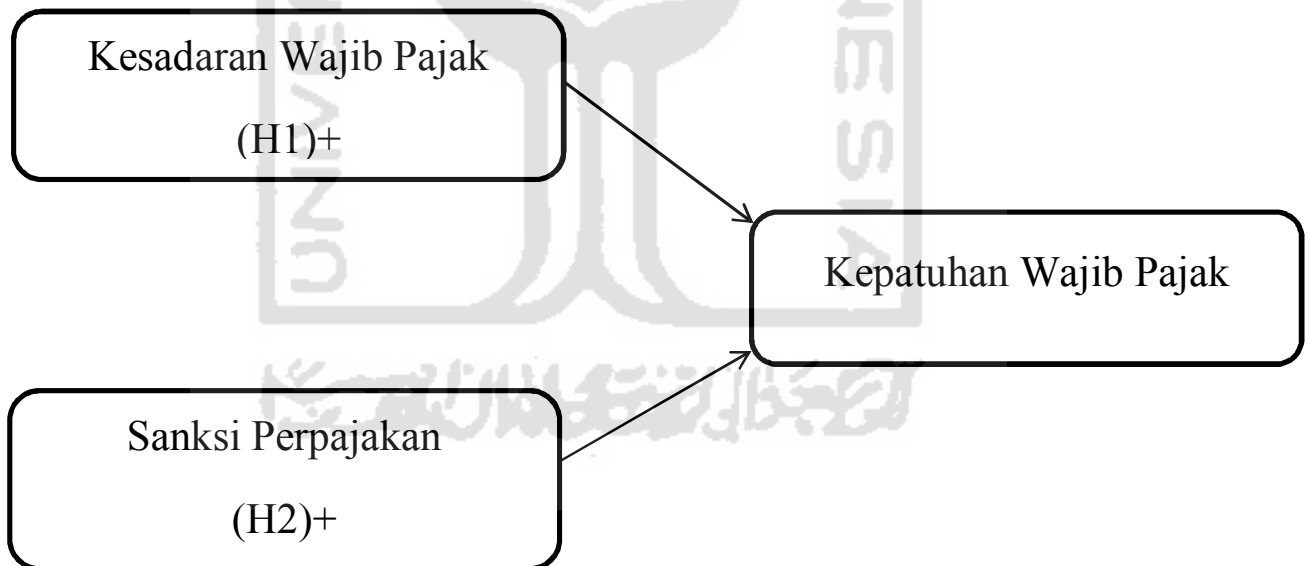 Kesadaran Wajib Pajak
(H1)+
Kepatuhan Wajib Pajak
Sanksi Perpajakan
(H2)+